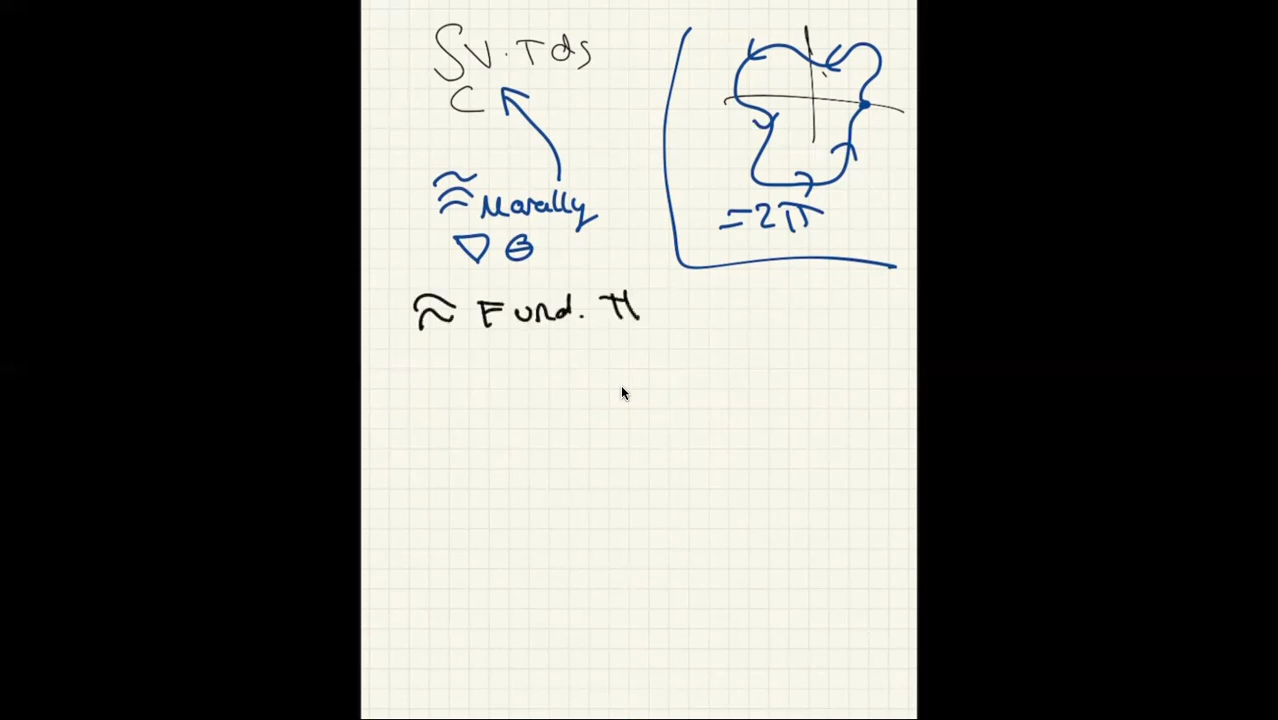 ∫V·Tds
C
≈ Morally
∇ θ
= 2π
≈ Fund. Th